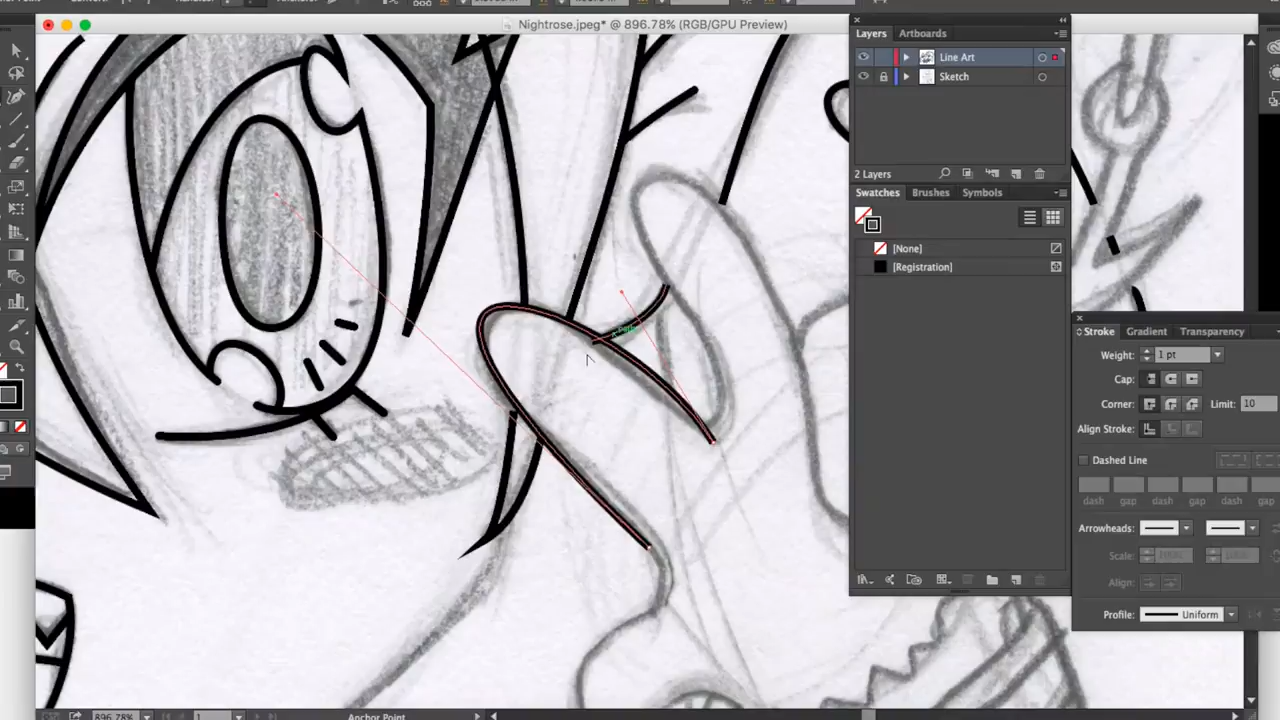 Nightrose.jpeg* @ 896.78% (RGB/GPU Preview)
Layers Artboards
Line Art
Sketch
2 Layers
Swatches Brushes Symbols
[None]
[Registration]
path
Stroke Gradient Transparency
Weight: 1 pt
Cap:
Corner: Limit: 10
Align Stroke:
Dashed Line
dash gap dash gap dash gap
Arrowheads:
Scale:
Align:
Profile: Uniform
896.78% 1 Anchor Point